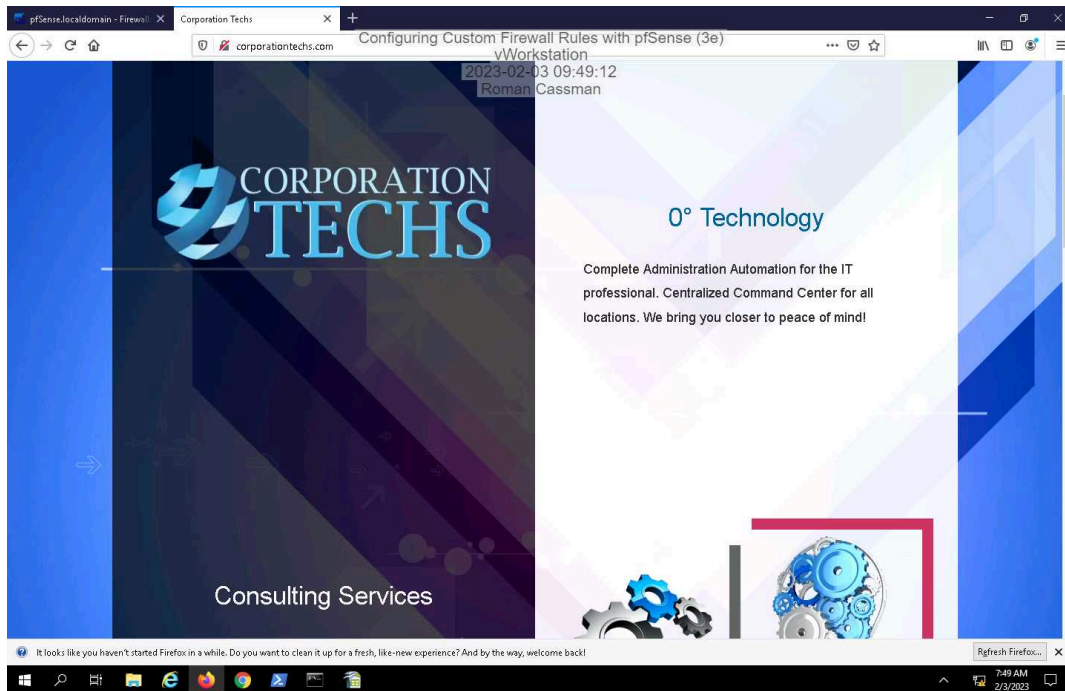 pfSense.localdomain - Firewall
Corporation Techs
corporationtechs.com
Configuring Custom Firewall Rules with pfSense (3e)
vWorkstation
2023-02-03 09:49:12
Roman Cassman
CORPORATION
TECHS
0° Technology
Complete Administration Automation for the IT
professional. Centralized Command Center for all
locations. We bring you closer to peace of mind!
Consulting Services
It looks like you haven't started Firefox in a while. Do you want to clean it up for a fresh, like-new experience? And by the way, welcome back!
Refresh Firefox...
7:49 AM
2/3/2023